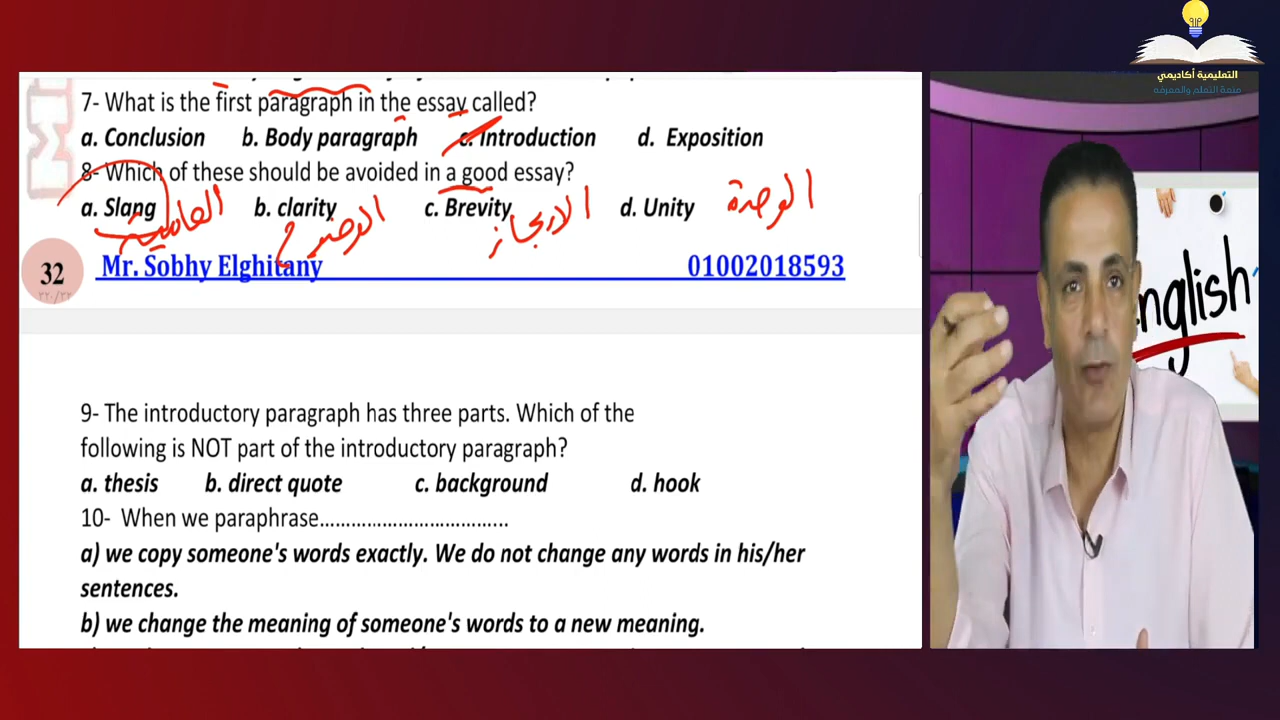 التعليمية أكاديمي
منصة التعلم والمعرفة
7- What is the first paragraph in the essay called?
a. Conclusion b. Body paragraph c. Introduction d. Exposition
8- Which of these should be avoided in a good essay?
a. Slang العامية b. clarity الوضوح c. Brevity الايجاز d. Unity الوحدة
32 Mr. Sobhy Elghitany 01002018593
English
9- The introductory paragraph has three parts. Which of the
following is NOT part of the introductory paragraph?
a. thesis b. direct quote c. background d. hook
10- When we paraphrase.......................................
a) we copy someone's words exactly. We do not change any words in his/her
sentences.
b) we change the meaning of someone's words to a new meaning.